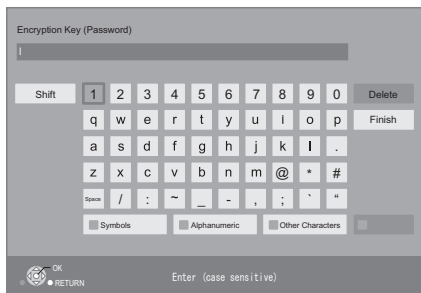 Encryption Key (Password)
Shift 1 2 3 4 5 6 7 8 9 0 Delete
q w e r t y u i o p Finish
a s d f g h j k l .
z x c v b n m @ * #
Space / : ~ _ - , ; ` "
Symbols Alphanumeric Other Characters
OK
RETURN
Enter (case sensitive)